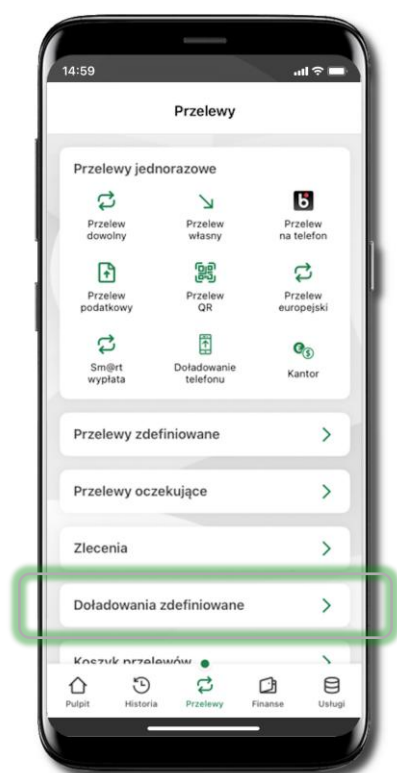 14:59
Przelewy
Przelewy jednorazowe
Przelew
dowolny
Przelew
własny
Przelew
na telefon
Przelew
podatkowy
Przelew
QR
Przelew
europejski
Sm@rt
wypłata
Doładowanie
telefonu
Kantor
Przelewy zdefiniowane
Przelewy oczekujące
Zlecenia
Doładowania zdefiniowane
Koszyk przelewów
Pulpit
Historia
Przelewy
Finanse
Usługi